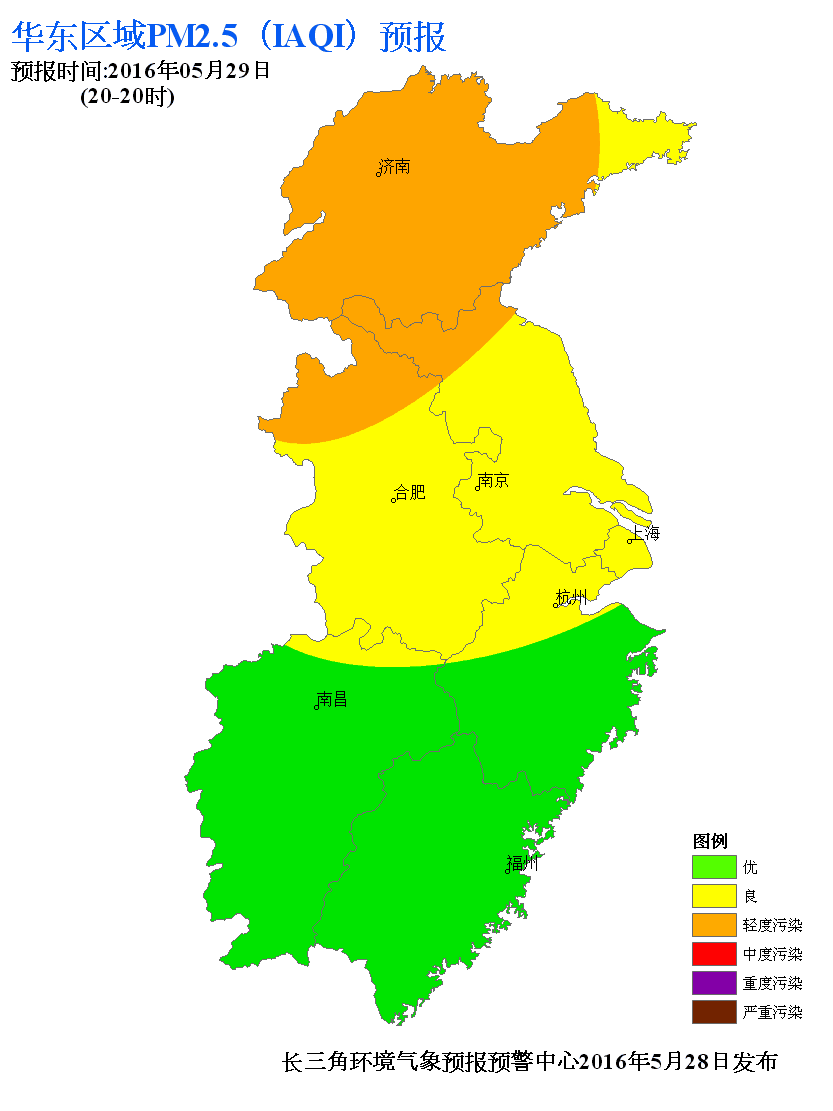 华东区域PM2.5（IAQI）预报
预报时间:2016年05月29日
(20-20时)
济南
合肥
南京
上海
杭州
南昌
福州
图例
优
良
轻度污染
中度污染
重度污染
严重污染
长三角环境气象预报预警中心2016年5月28日发布